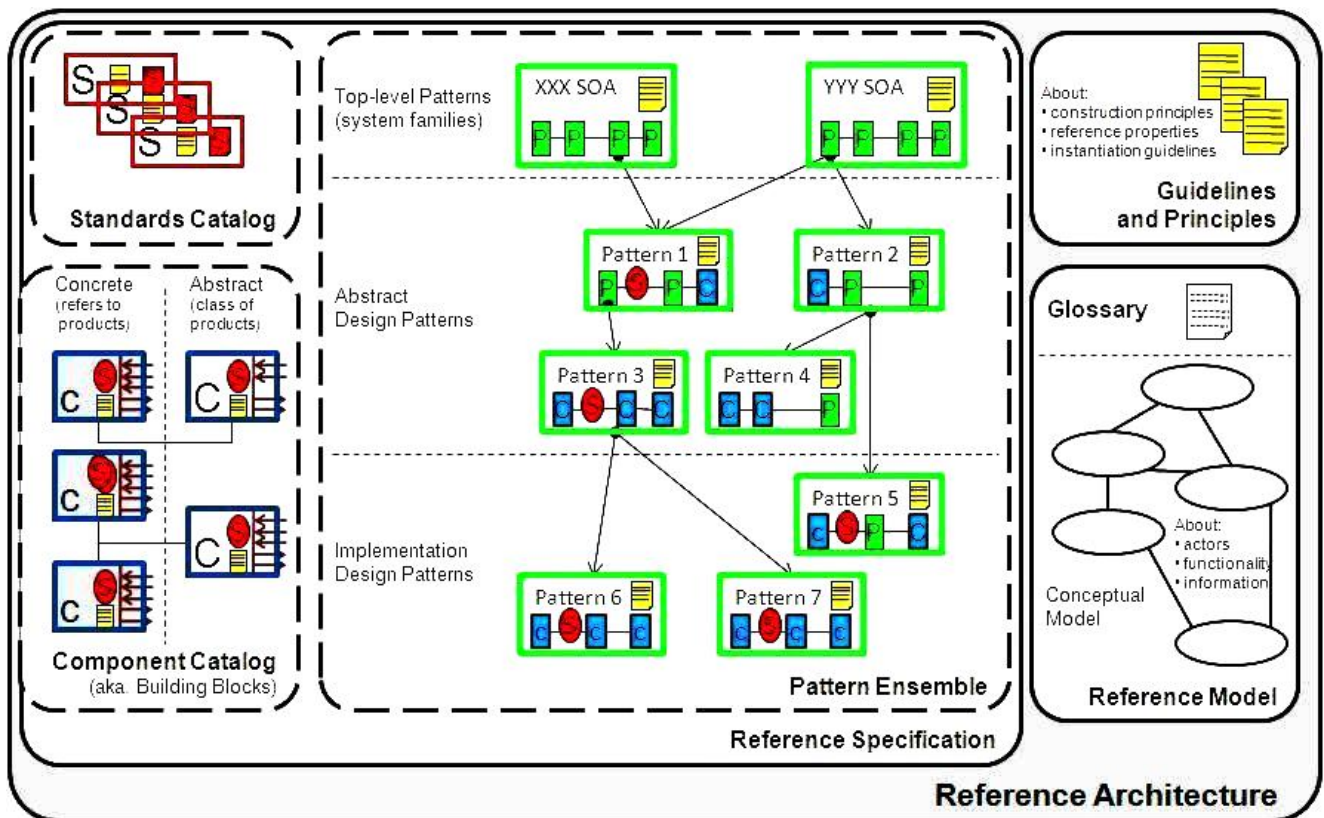 S
S
S
Standards Catalog
Concrete
(refers to
products)
Abstract
(class of
products)
S
C
S
C
S
C
S
C
S
C
Component Catalog
(aka. Building Blocks)
Top-level Patterns
(system families)
XXX SOA
P P P P
YYY SOA
P P P P
Abstract
Design Patterns
Pattern 1
P S P C
Pattern 2
C P P
Pattern 3
C S C C
Pattern 4
C C P
Implementation
Design Patterns
Pattern 5
C S P C
Pattern 6
C S C C
Pattern 7
C S C C
Pattern Ensemble
Reference Specification
About:
• construction principles
• reference properties
• instantiation guidelines
Guidelines
and Principles
Glossary
About:
• actors
• functionality
• information
Conceptual
Model
Reference Model
Reference Architecture